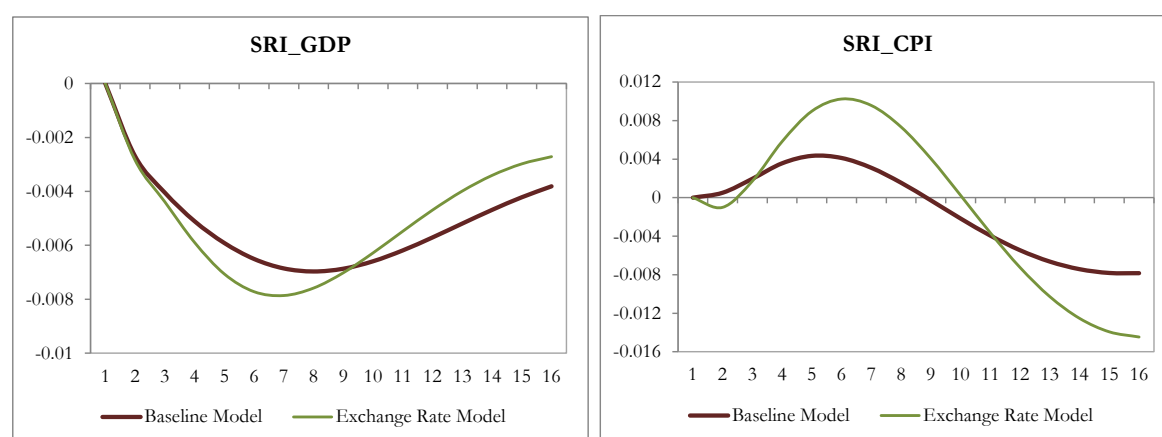 SRI_GDP
0
-0.002
-0.004
-0.006
-0.008
-0.01
1 2 3 4 5 6 7 8 9 10 11 12 13 14 15 16
Baseline Model Exchange Rate Model
SRI_CPI
0.012
0.008
0.004
0
-0.004
-0.008
-0.012
-0.016
1 2 3 4 5 6 7 8 9 10 11 12 13 14 15 16
Baseline Model Exchange Rate Model